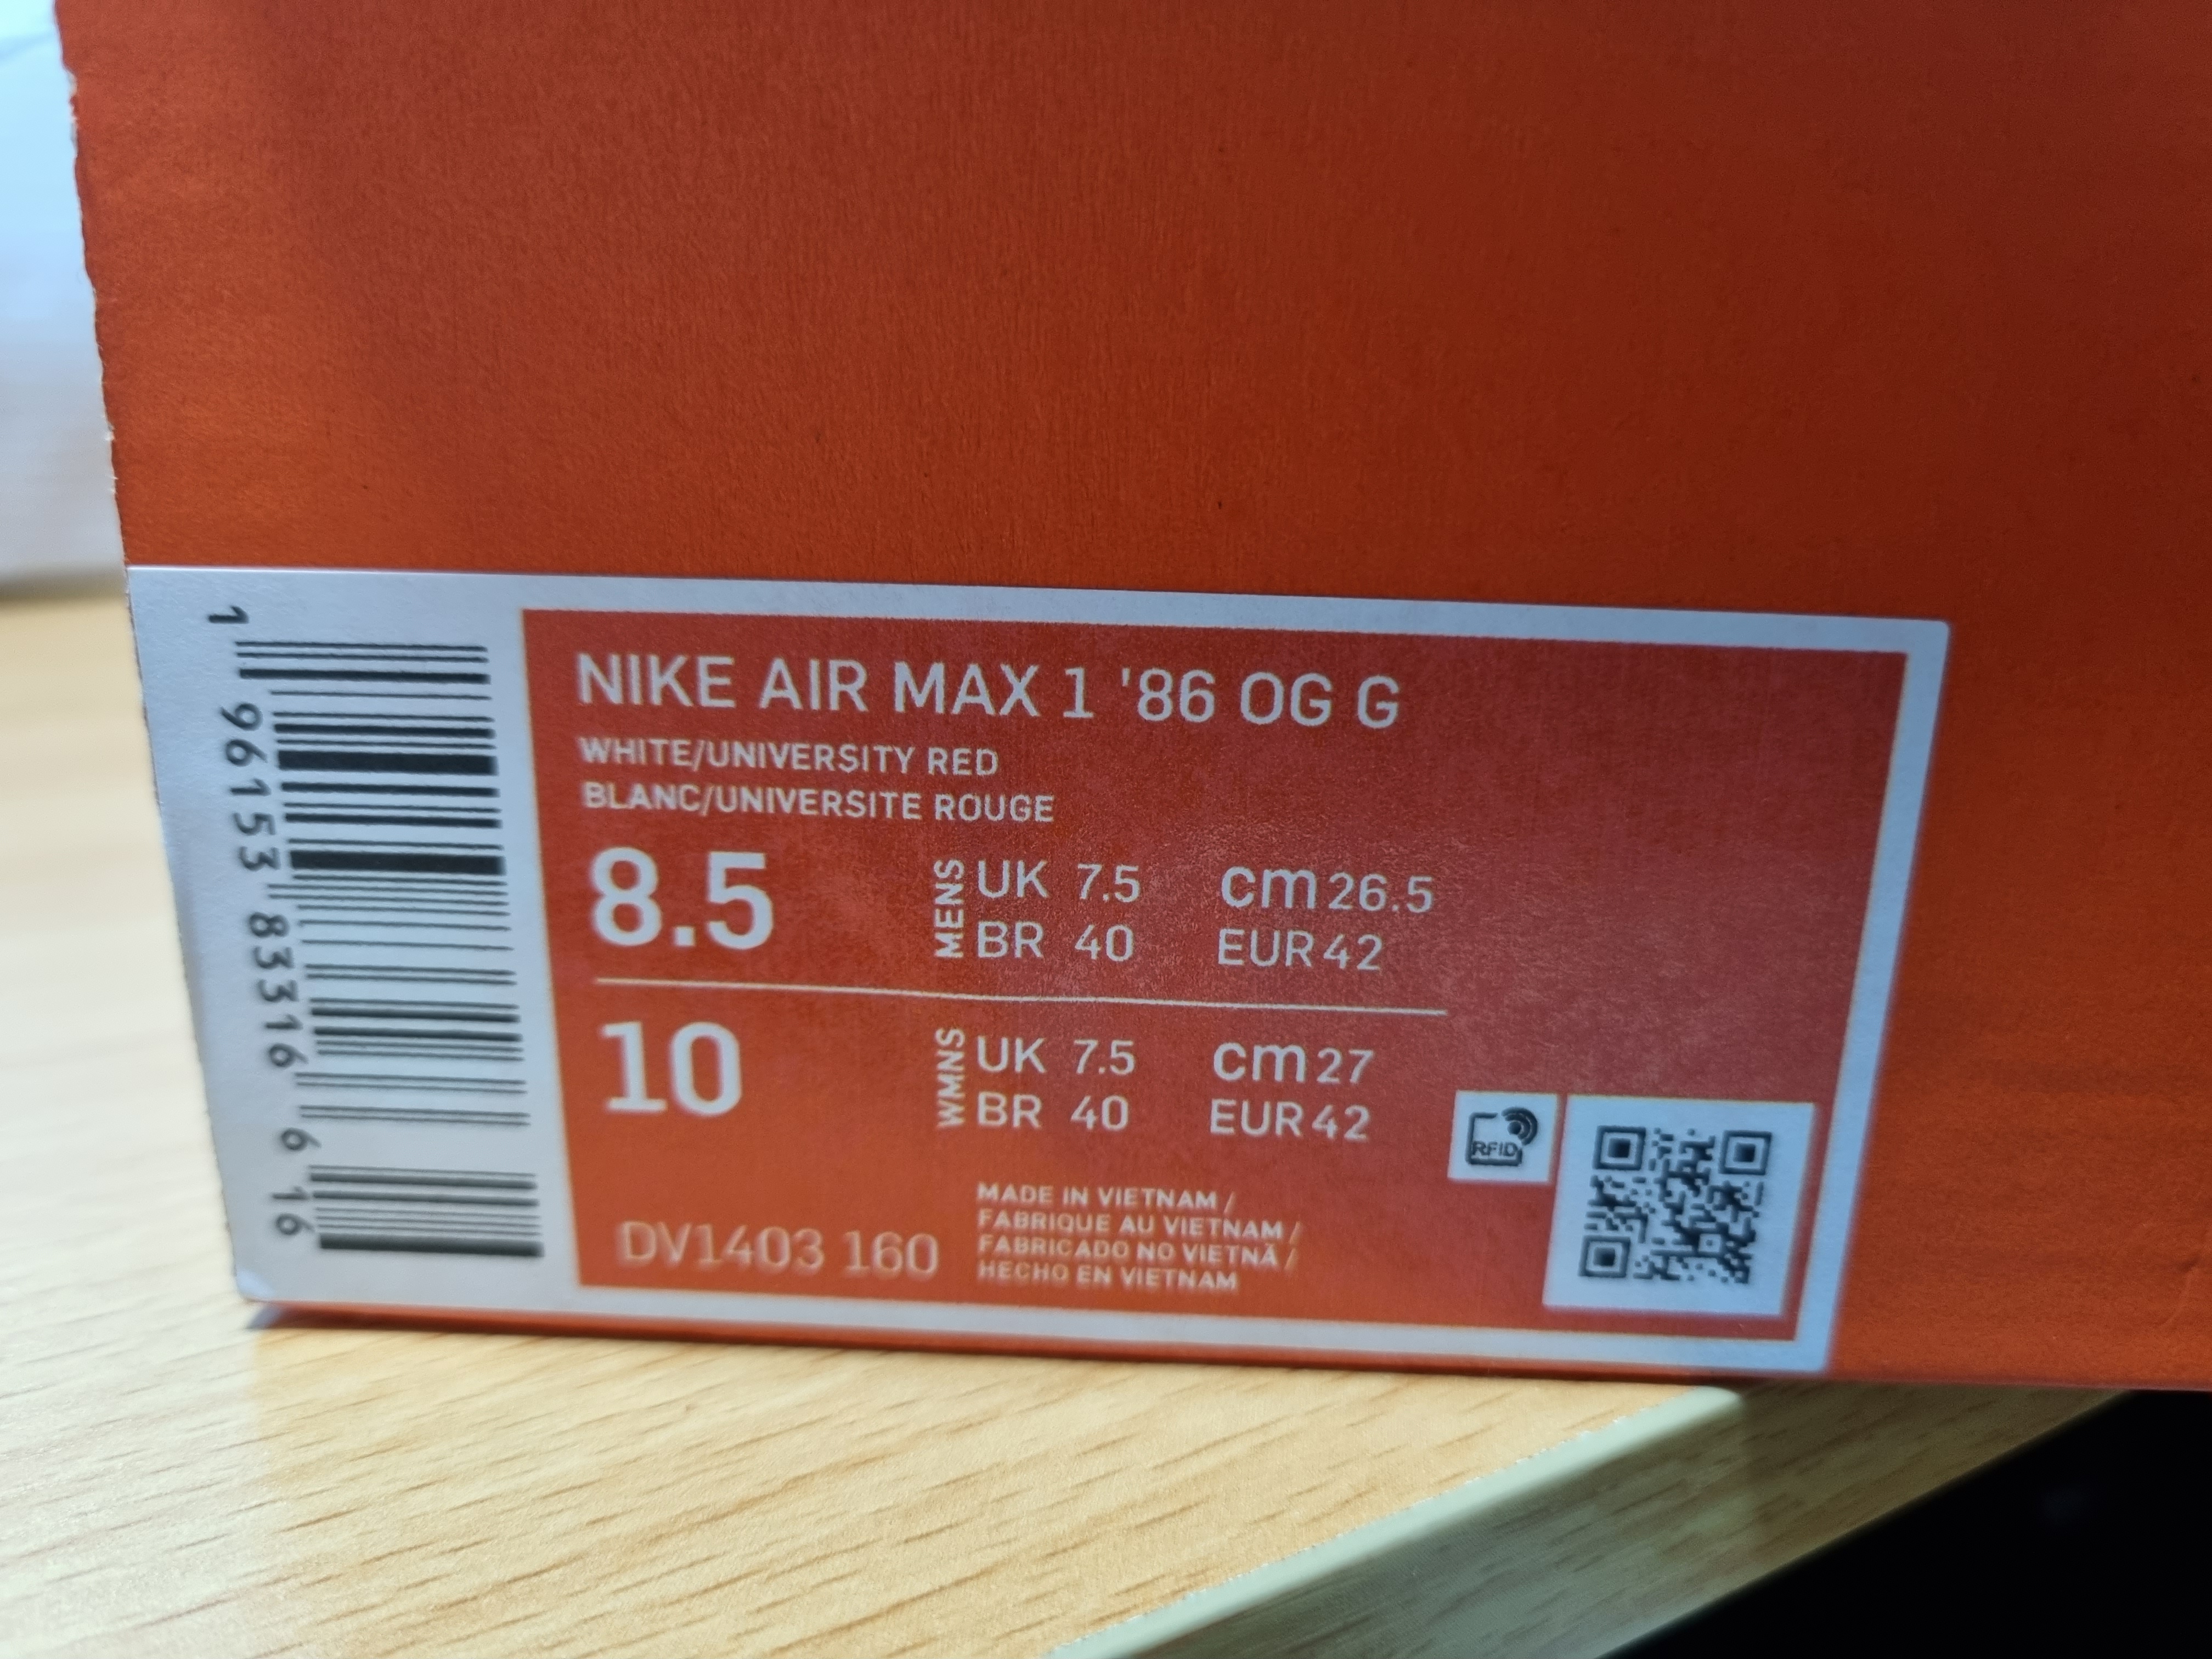 1 96153 83316 6 16
NIKE AIR MAX 1 '86 OG G
WHITE/UNIVERSITY RED
BLANC/UNIVERSITE ROUGE
8.5 MENS UK 7.5 cm 26.5
BR 40 EUR 42
10 WMNS UK 7.5 cm 27
BR 40 EUR 42
RFID
DV1403 160
MADE IN VIETNAM /
FABRIQUE AU VIETNAM /
FABRICADO NO VIETNÃ /
HECHO EN VIETNAM